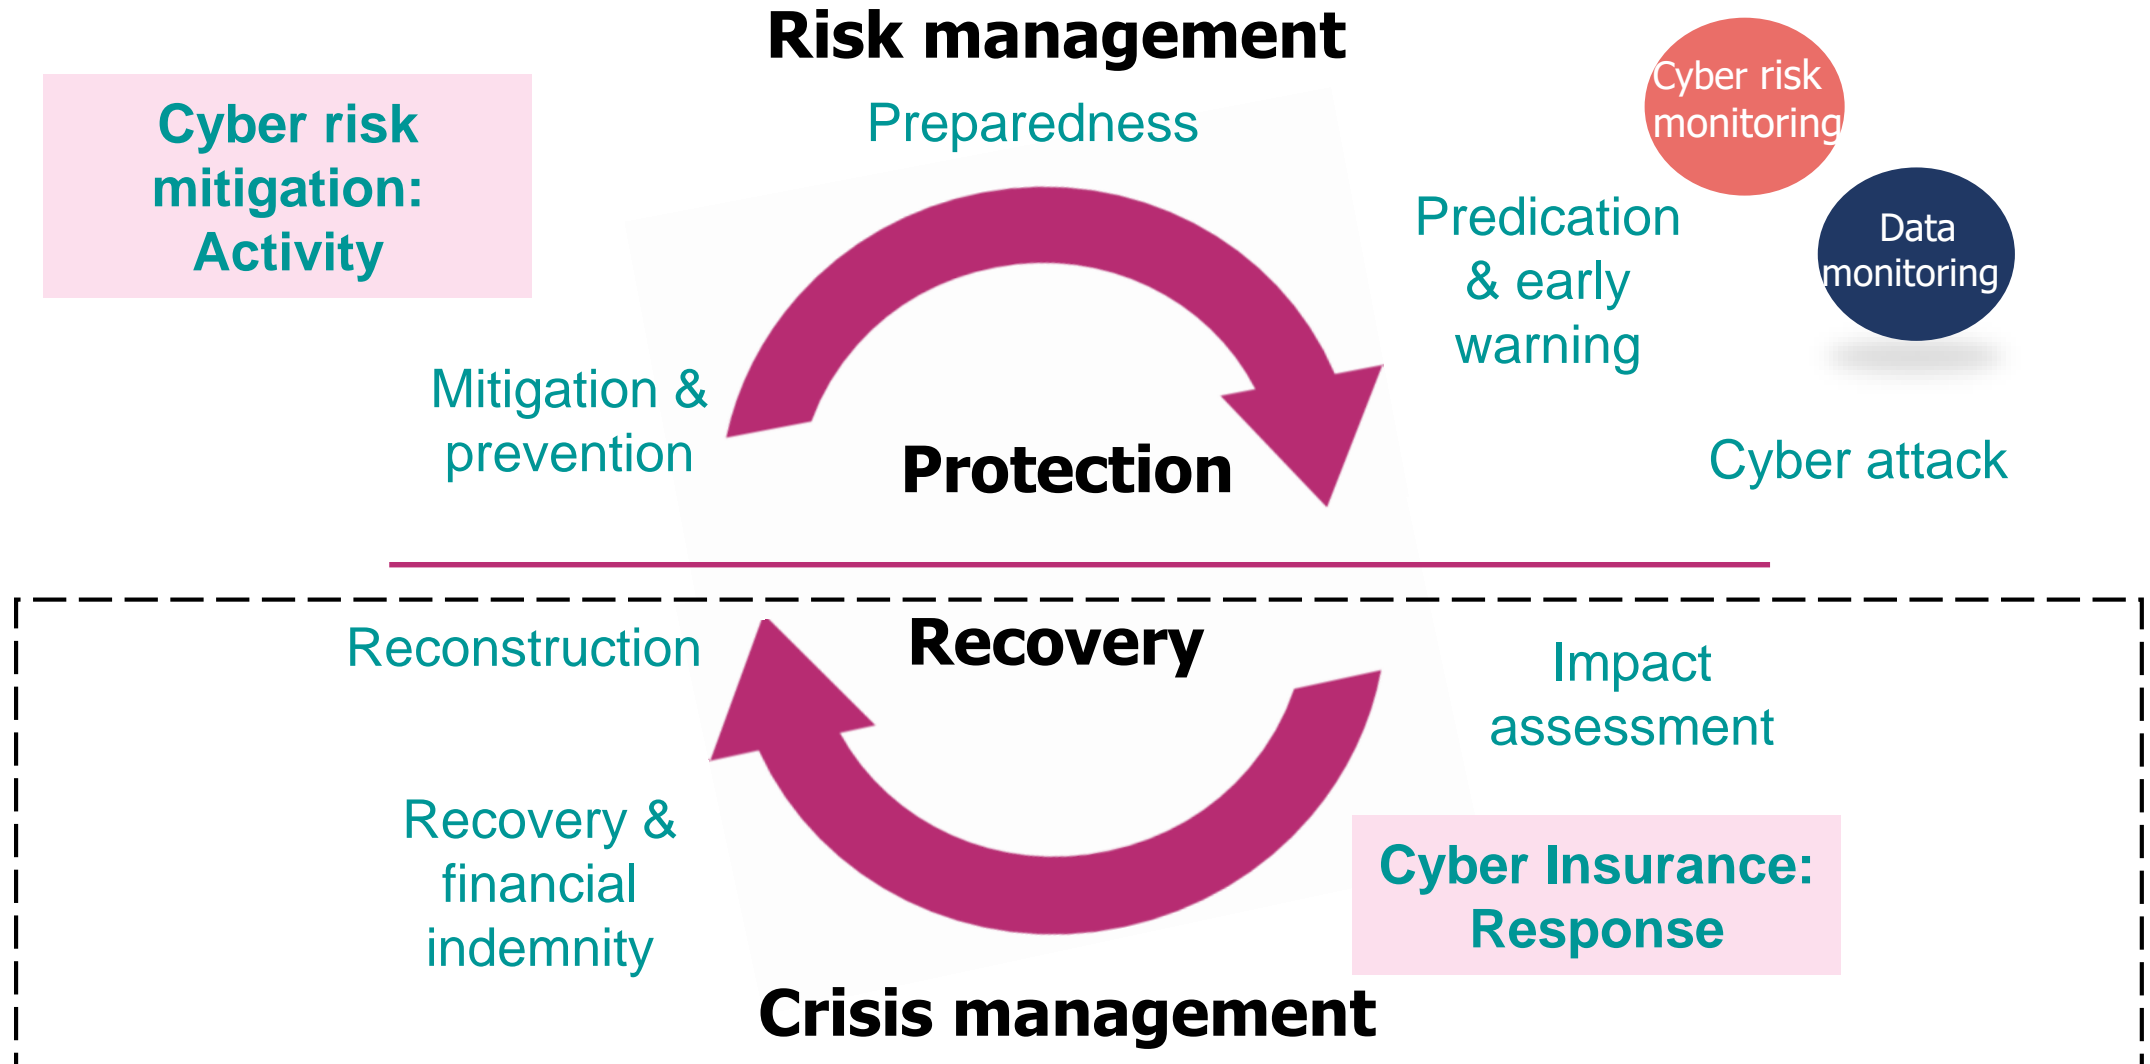 Risk management
Cyber risk
mitigation:
Activity
Preparedness
Cyber risk
monitoring
Data
monitoring
Predication
& early
warning
Mitigation &
prevention
Protection
Cyber attack
Reconstruction
Recovery
Impact
assessment
Recovery &
financial
indemnity
Cyber Insurance:
Response
Crisis management